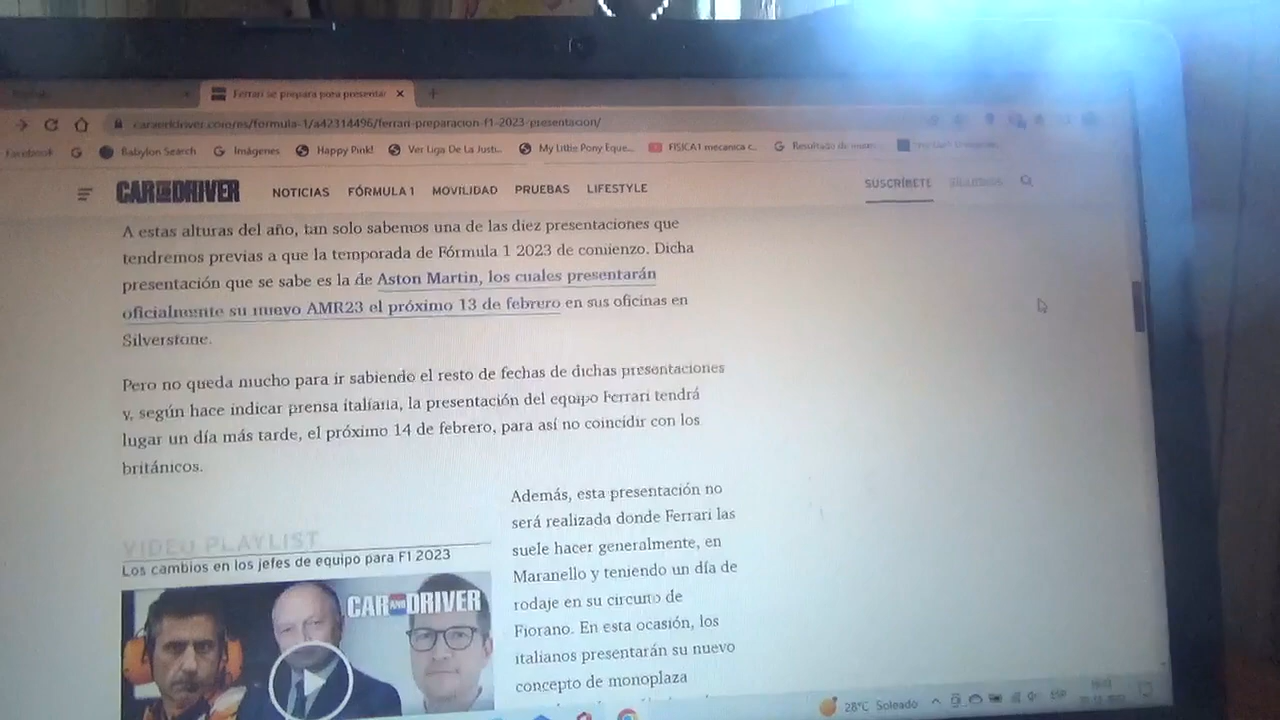 Ferrari se prepara para presentar
caranddriver.com/es/formula-1/a42314496/ferrari-preparacion-f1-2023-presentacion/
Facebook Babylon Search Imágenes Happy Pink! Ver Liga De La Justi... My Little Pony Eque... FISICA1 mecanica c... Resultado de
CAR AND DRIVER NOTICIAS FÓRMULA 1 MOVILIDAD PRUEBAS LIFESTYLE SUSCRÍBETE
A estas alturas del año, tan solo sabemos una de las diez presentaciones que
tendremos previas a que la temporada de Fórmula 1 2023 de comienzo. Dicha
presentación que se sabe es la de Aston Martin, los cuales presentarán
oficialmente su nuevo AMR23 el próximo 13 de febrero en sus oficinas en
Silverstone.
Pero no queda mucho para ir sabiendo el resto de fechas de dichas presentaciones
y, según hace indicar prensa italiana, la presentación del equipo Ferrari tendrá
lugar un día más tarde, el próximo 14 de febrero, para así no coincidir con los
británicos.
VIDEO PLAYLIST
Los cambios en los jefes de equipo para F1 2023
CAR AND DRIVER
Además, esta presentación no
será realizada donde Ferrari las
suele hacer generalmente, en
Maranello y teniendo un día de
rodaje en su circuito de
Fiorano. En esta ocasión, los
italianos presentarán su nuevo
concepto de monoplaza
28°C Soleado ESP